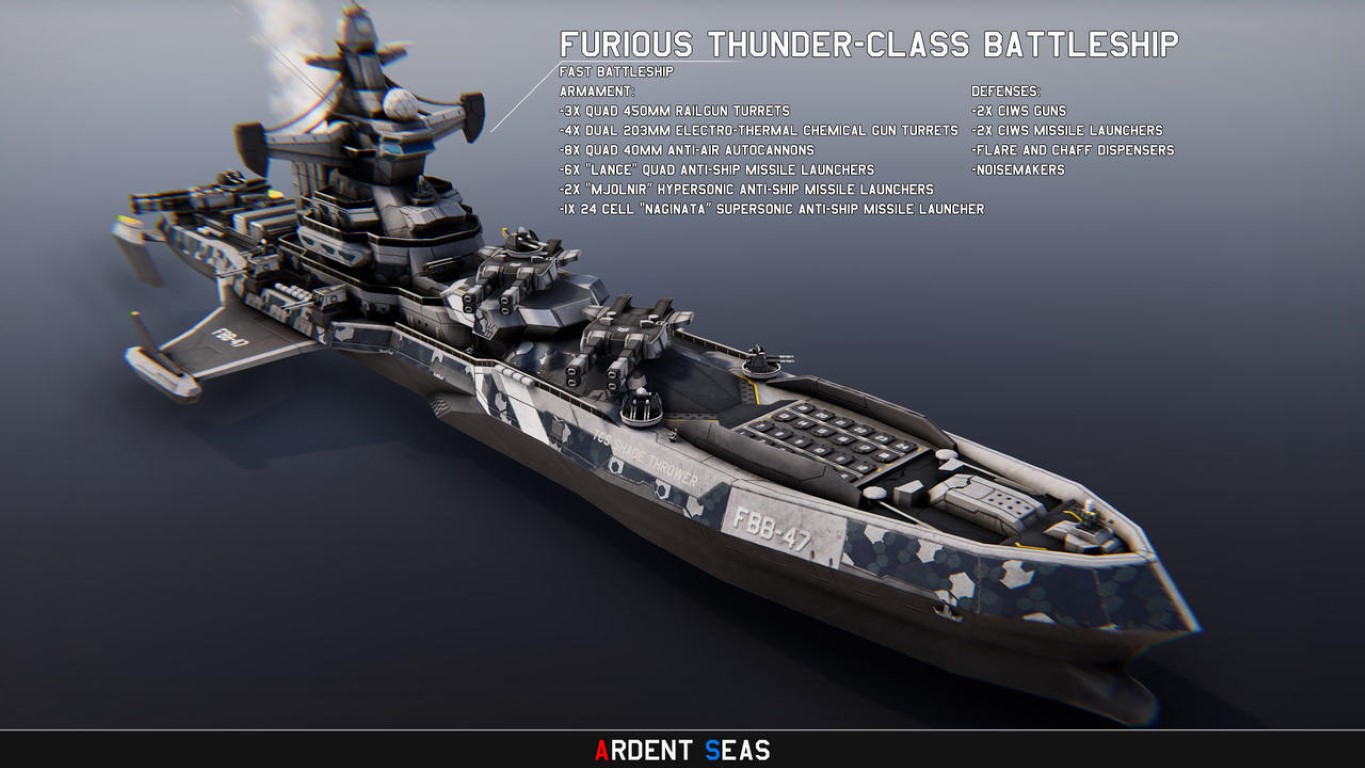 FURIOUS THUNDER-CLASS BATTLESHIP
FAST BATTLESHIP
ARMAMENT:
-3X QUAD 450MM RAILGUN TURRETS
-4X DUAL 203MM ELECTRO-THERMAL CHEMICAL GUN TURRETS
-8X QUAD 40MM ANTI-AIR AUTOCANNONS
-6X "LANCE" QUAD ANTI-SHIP MISSILE LAUNCHERS
-2X "MJOLNIR" HYPERSONIC ANTI-SHIP MISSILE LAUNCHERS
-1X 24 CELL "NAGINATA" SUPERSONIC ANTI-SHIP MISSILE LAUNCHER
DEFENSES:
-2X CIWS GUNS
-2X CIWS MISSILE LAUNCHERS
-FLARE AND CHAFF DISPENSERS
-NOISEMAKERS
FBB-47
SHADE THROWER
FBB-47
ARDENT SEAS